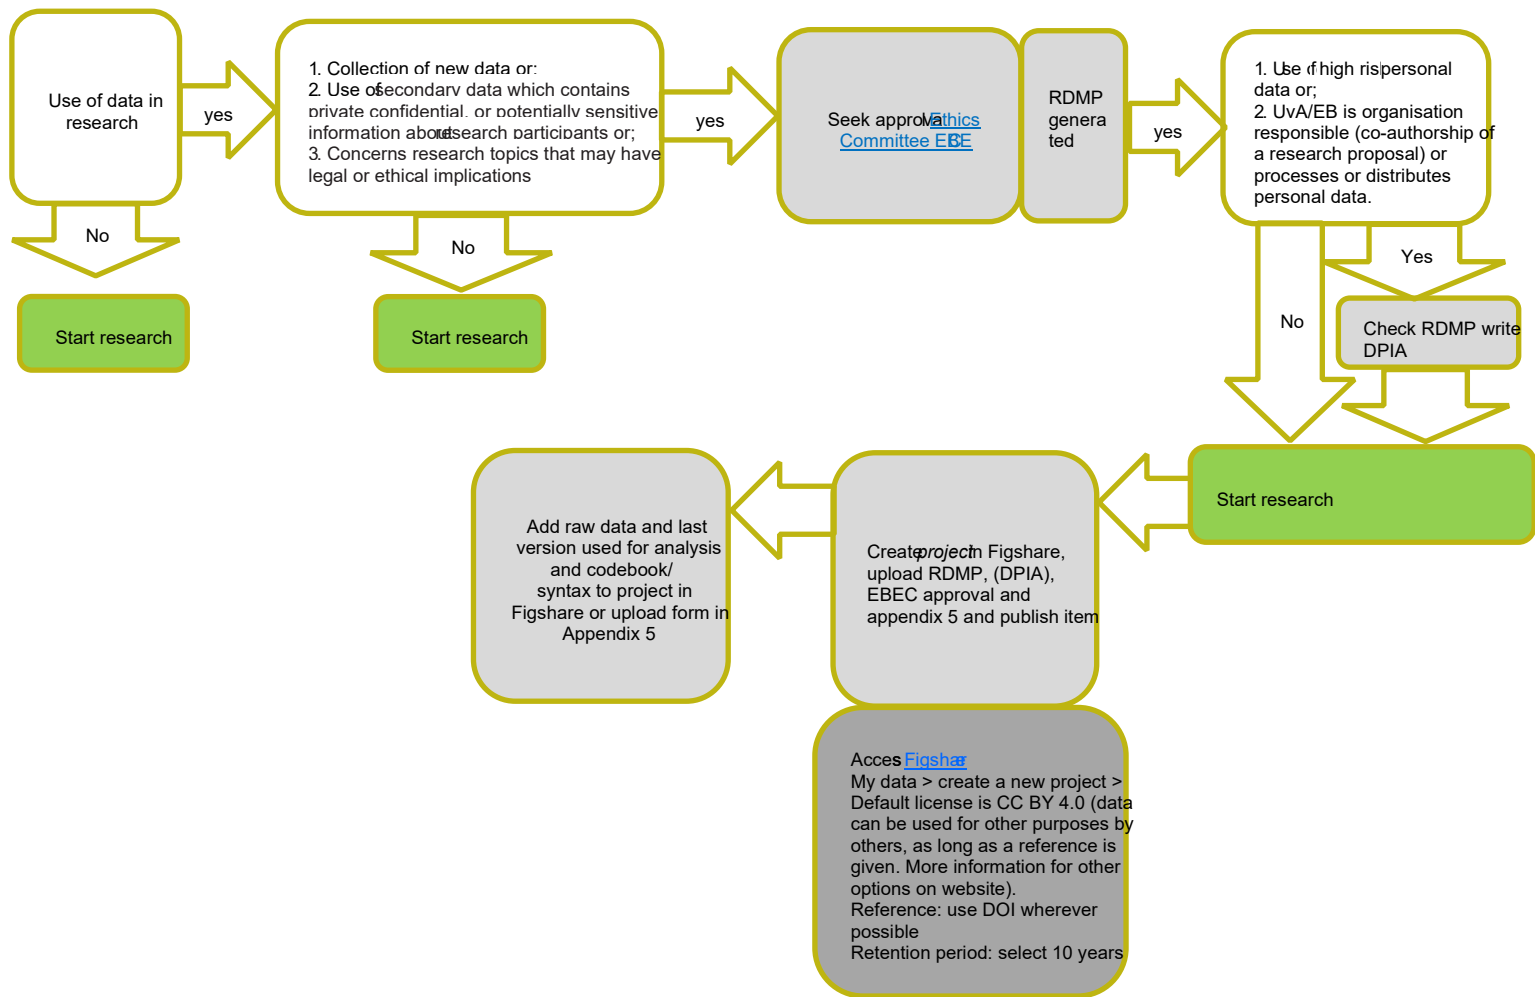 Use of data in
research
yes
No
Start research
1. Collection of new data or;
2. Use of secondary data which contains
private confidential, or potentially sensitive
information about research participants or;
3. Concerns research topics that may have
legal or ethical implications
yes
No
Start research
Seek approval Ethics
Committee EBEC
RDMP
genera
ted
yes
1. Use of high risk personal
data or;
2. UvA/EB is organisation
responsible (co-authorship of
a research proposal) or
processes or distributes
personal data.
No
Yes
Check RDMP write
DPIA
Start research
Create project in Figshare,
upload RDMP, (DPIA),
EBEC approval and
appendix 5 and publish item
Add raw data and last
version used for analysis
and codebook/
syntax to project in
Figshare or upload form in
Appendix 5
Access Figshare
My data > create a new project >
Default license is CC BY 4.0 (data
can be used for other purposes by
others, as long as a reference is
given. More information for other
options on website).
Reference: use DOI wherever
possible
Retention period: select 10 years